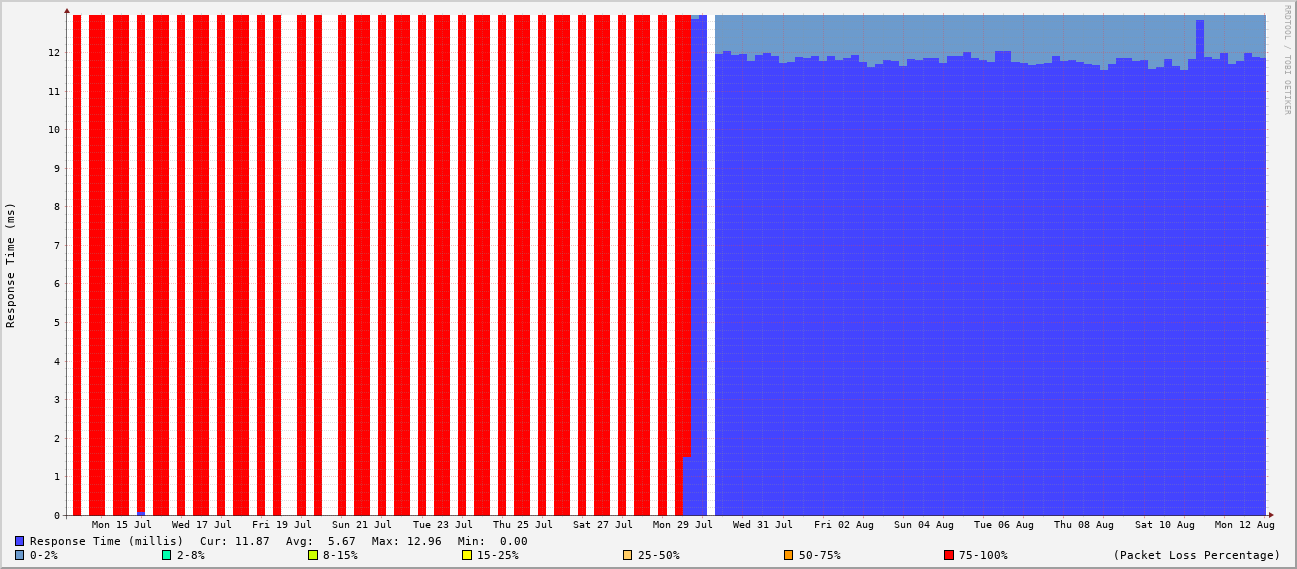 RRDTOOL / TOBI OETIKER
Response Time (ms)
12
11
10
9
8
7
6
5
4
3
2
1
0
Mon 15 Jul Wed 17 Jul Fri 19 Jul Sun 21 Jul Tue 23 Jul Thu 25 Jul Sat 27 Jul Mon 29 Jul Wed 31 Jul Fri 02 Aug Sun 04 Aug Tue 06 Aug Thu 08 Aug Sat 10 Aug Mon 12 Aug
Response Time (millis) Cur: 11.87 Avg: 5.67 Max: 12.96 Min: 0.00
0-2% 2-8% 8-15% 15-25% 25-50% 50-75% 75-100% (Packet Loss Percentage)